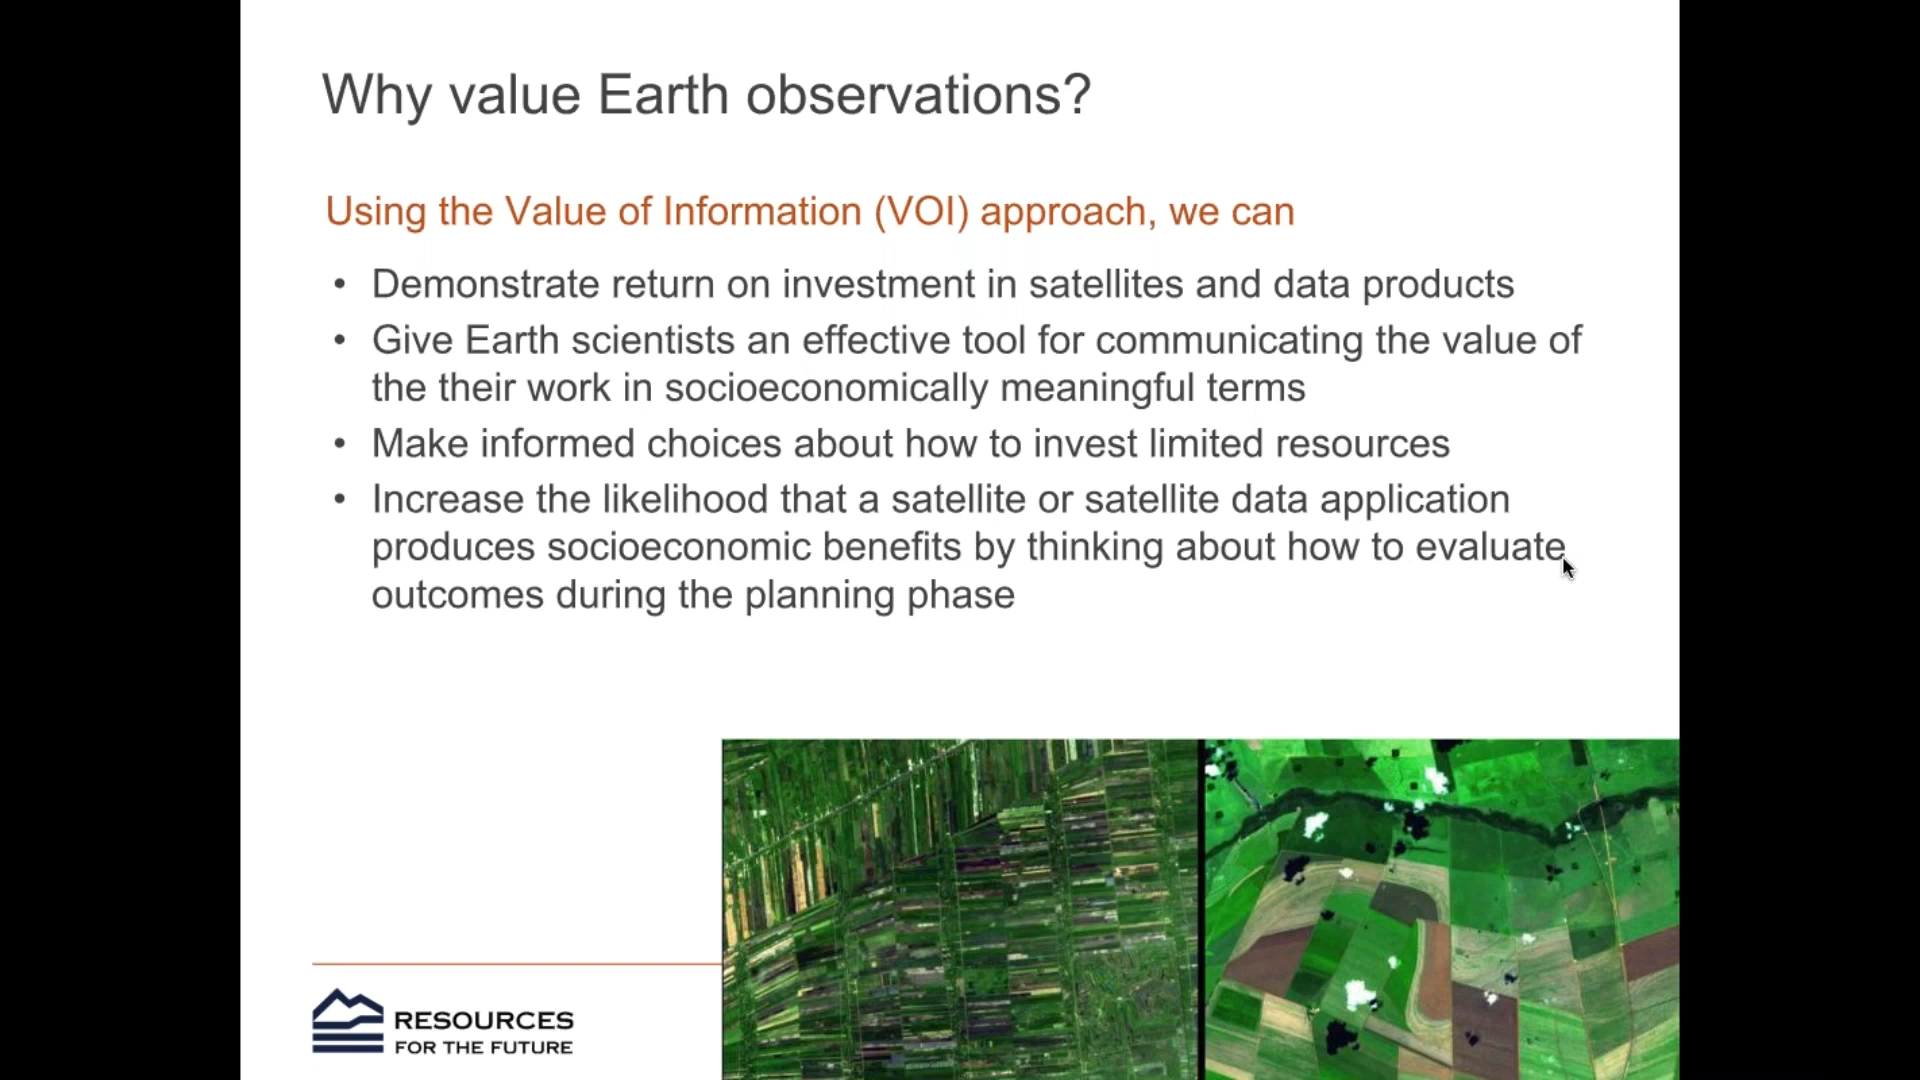 Why value Earth observations?
Using the Value of Information (VOI) approach, we can
• Demonstrate return on investment in satellites and data products
• Give Earth scientists an effective tool for communicating the value of
the their work in socioeconomically meaningful terms
• Make informed choices about how to invest limited resources
• Increase the likelihood that a satellite or satellite data application
produces socioeconomic benefits by thinking about how to evaluate
outcomes during the planning phase
RESOURCES
FOR THE FUTURE